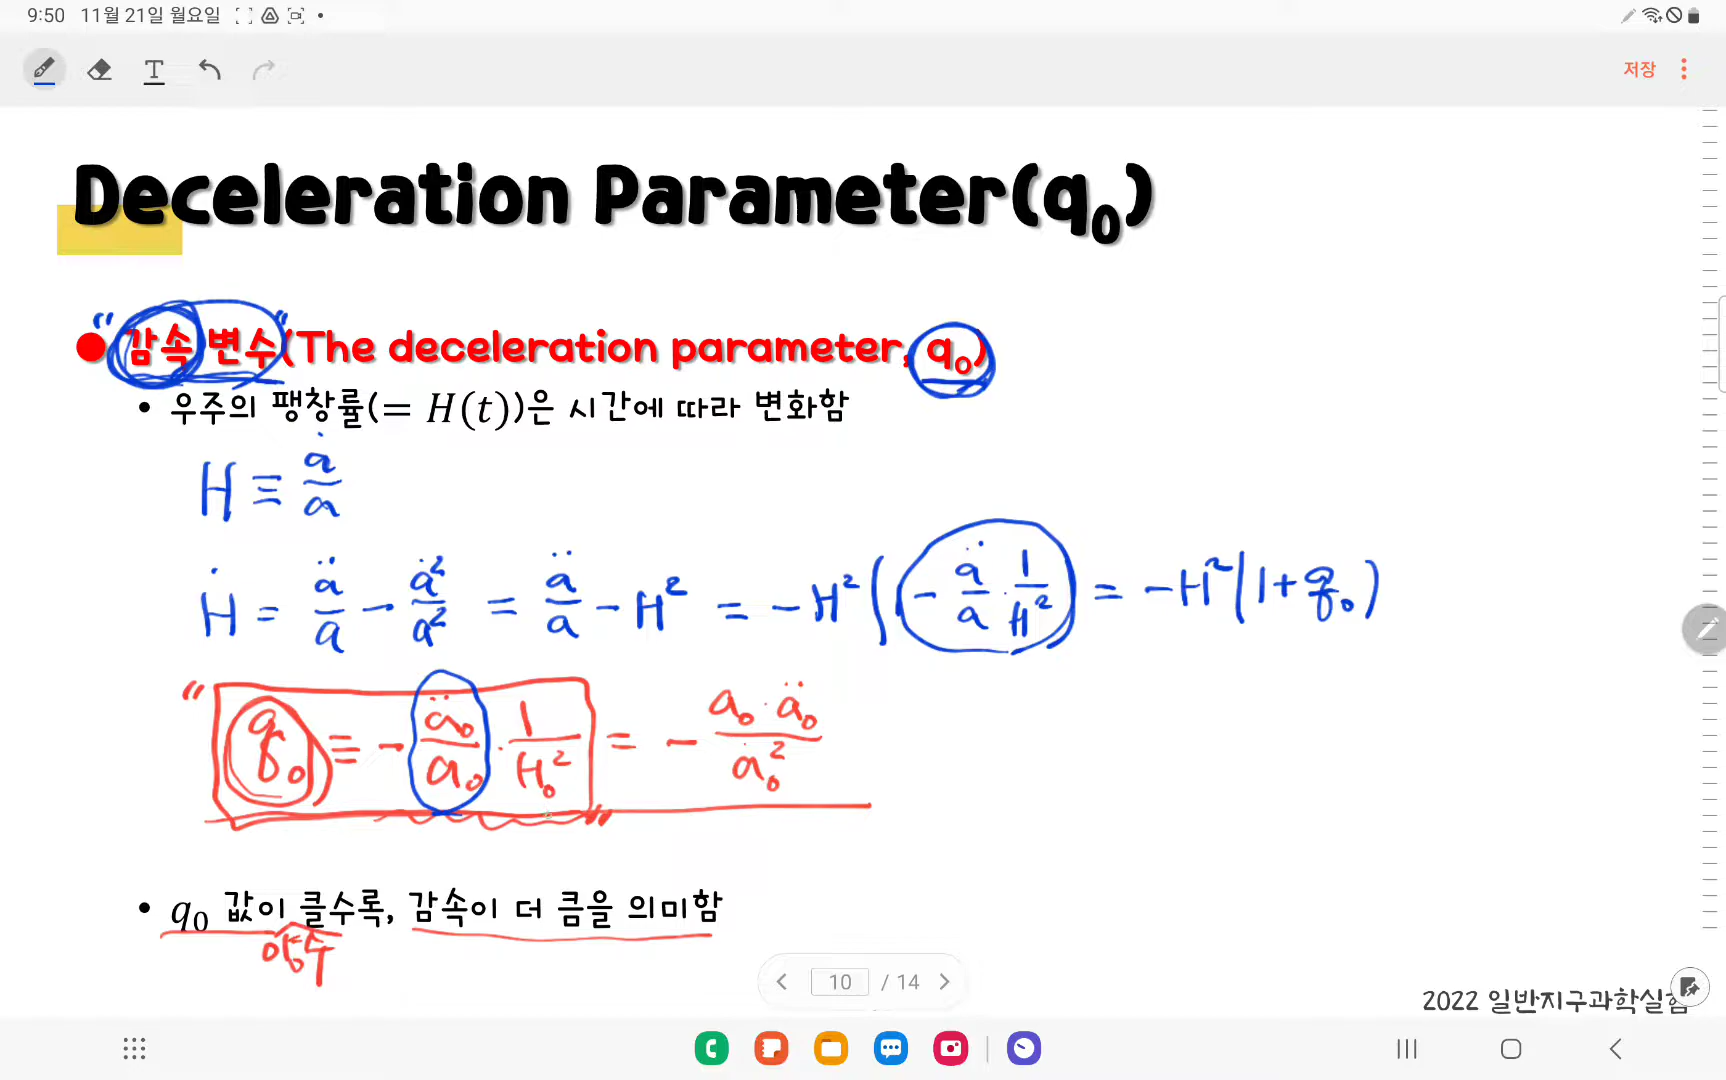 9:50 11월 21일 월요일
저장
Deceleration Parameter(q₀)
" 감속 변수 " (The deceleration parameter, q₀)
• 우주의 팽창률(= H(t))은 시간에 따라 변화함
H ≡ ȧ/a
Ḣ = ä/a − ȧ²/a² = ä/a − H² = −H²(−ä/a · 1/H²) = −H²(1+q₀)
" q₀ ≡ − ä₀/a₀ · 1/H₀² " = − a₀·ä₀/ȧ₀²
• q₀ 값이 클수록, 감속이 더 큼을 의미함
양수
10 / 14
2022 일반지구과학실험